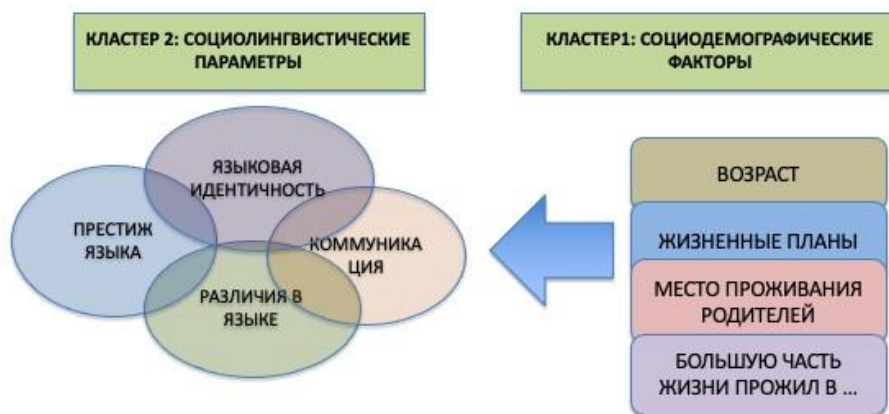 КЛАСТЕР 2: СОЦИОЛИНГВИСТИЧЕСКИЕ
ПАРАМЕТРЫ
КЛАСТЕР1: СОЦИОДЕМОГРАФИЧЕСКИЕ
ФАКТОРЫ
ЯЗЫКОВАЯ
ИДЕНТИЧНОСТЬ
ПРЕСТИЖ
ЯЗЫКА
КОММУНИКА
ЦИЯ
РАЗЛИЧИЯ В
ЯЗЫКЕ
ВОЗРАСТ
ЖИЗНЕННЫЕ ПЛАНЫ
МЕСТО ПРОЖИВАНИЯ
РОДИТЕЛЕЙ
БОЛЬШУЮ ЧАСТЬ
ЖИЗНИ ПРОЖИЛ В ...